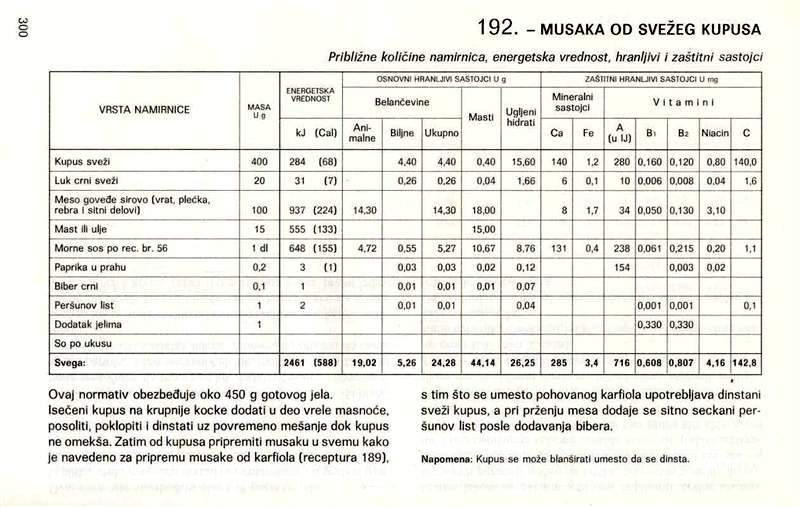 300
192. – MUSAKA OD SVEŽEG KUPUSA
Približne količine namirnica, energetska vrednost, hranljivi i zaštitni sastojci
VRSTA NAMIRNICE MASA U g ENERGETSKA VREDNOST OSNOVNI HRANLJIVI SASTOJCI U g ZAŠTITNI HRANLJIVI SASTOJCI U mg
Belančevine Masti Ugljeni hidrati Mineralni sastojci Vitamini
kJ (Cal) Ani-malne Biljne Ukupno Ca Fe A (u IJ) B1 B2 Niacin C
Kupus sveži 400 284 (68) 4,40 4,40 0,40 15,60 140 1,2 280 0,160 0,120 0,80 140,0
Luk crni sveži 20 31 (7) 0,26 0,26 0,04 1,66 6 0,1 10 0,006 0,008 0,04 1,6
Meso goveđe sirovo (vrat, plećka,
rebra i sitni delovi) 100 937 (224) 14,30 14,30 18,00 8 1,7 34 0,050 0,130 3,10
Mast ili ulje 15 555 (133) 15,00
Morne sos po rec. br. 56 1 dl 648 (155) 4,72 0,55 5,27 10,67 8,76 131 0,4 238 0,061 0,215 0,20 1,1
Paprika u prahu 0,2 3 (1) 0,03 0,03 0,02 0,12 154 0,003 0,02
Biber crni 0,1 1 0,01 0,01 0,01 0,07
Peršunov list 1 2 0,01 0,01 0,04 0,001 0,001 0,1
Dodatak jelima 1 0,330 0,330
So po ukusu
Svega: 2461 (588) 19,02 5,26 24,28 44,14 26,25 285 3,4 716 0,608 0,807 4,16 142,8
Ovaj normativ obezbeđuje oko 450 g gotovog jela.
Isečeni kupus na krupnije kocke dodati u deo vrele masnoće,
posoliti, poklopiti i dinstati uz povremeno mešanje dok kupus
ne omekša. Zatim od kupusa pripremiti musaku u svemu kako
je navedeno za pripremu musake od karfiola (receptura 189),
s tim što se umesto pohovanog karfiola upotrebljava dinstani
sveži kupus, a pri prženju mesa dodaje se sitno seckani per-
šunov list posle dodavanja bibera.
Napomena: Kupus se može blanširati umesto da se dinsta.